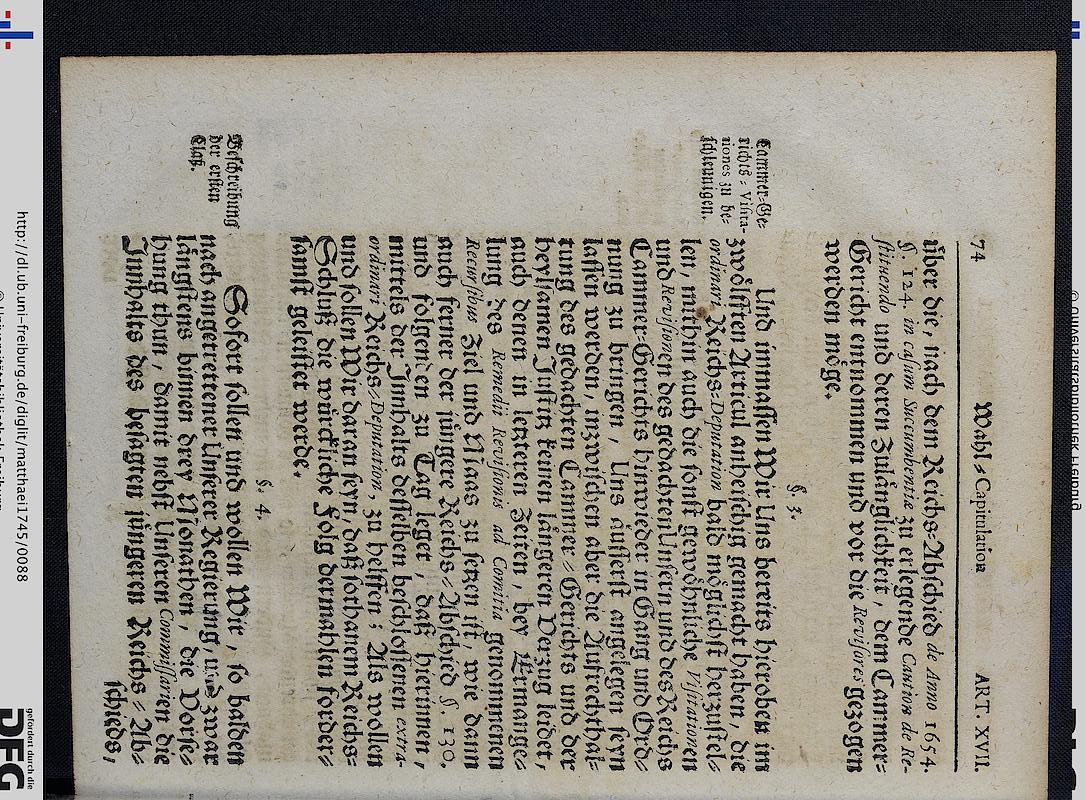 74 Wahl-Capitulation ART. XVII.
über die, nach dem Reichs-Abschied de Anno 1654.
§. 124. in casum Succumbentiæ zu erlegende Caution de Re-
stituendo und deren Zulänglichkeit, dem Cammer-
Gericht entnommen und vor die Revisores gezogen
werden möge.
§. 3.
Cammer-Ge-
richts-Visita-
tiones zu be-
schleunigen.
Und inmassen Wir Uns bereits hieroben im
zwölfften Articul anheischig gemacht haben, die
ordinari Reichs-Deputation bald möglichst herzustel-
len, mithin auch die sonst gewöhnliche Visitationen
und Revisionen des gedachten Unsern und des Reichs
Cammer-Gerichts hinwieder in Gang und Ord-
nung zu bringen, Uns äusserst angelegen seyn
lassen werden, inzwischen aber die Aufrechthal-
tung des gedachten Cammer-Gerichts und der
heylsamen Justitz keinen längeren Verzug leidet,
auch denen in letzeren Zeiten, bey Ermange-
lung des Remedii Revisionis ad Comitia genommenen
Recursibus Ziel und Maas zu setzen ist, wie dann
auch ferner der jüngere Reichs-Abschied §. 130.
und folgenden zu Tag leget, daß hierinnen,
mittels der Innhalts desselben beschlossenen extra-
ordinari Reichs-Deputation, zu helffen; Als wollen
und sollen Wir daran seyn, daß sothanem Reichs-
Schluß die würckliche Folg dermahlen forder-
samst geleistet werde.
§. 4.
Beschreibung
der ersten
Claß.
Sofort sollen und wollen Wir, so balden
nach angetrettener Unserer Regierung, und zwar
längstens binnen drey Monathen, die Vorse-
hung thun, damit nebst Unseren Commissarien die
Innhalts des besagten jüngeren Reichs-Ab-
schieds,
http://dl.ub.uni-freiburg.de/diglit/matthaei1745/0088
gefördert durch die
DFG